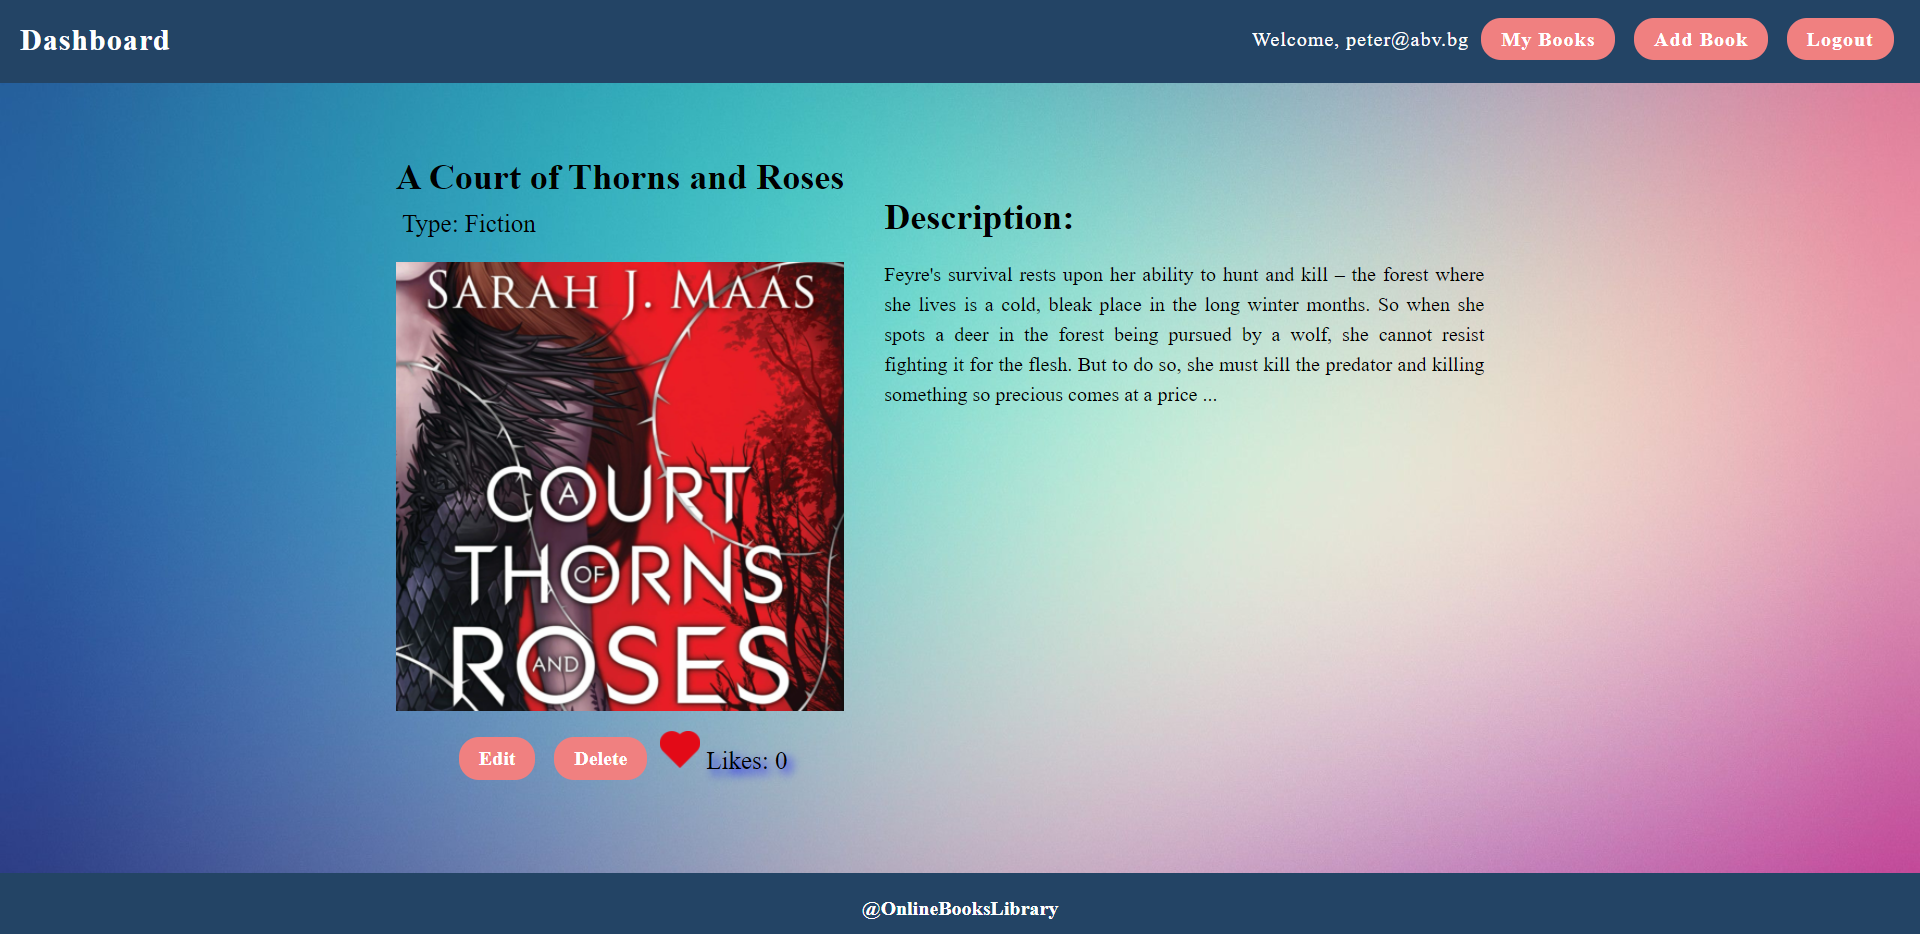 Dashboard
Welcome, peter@abv.bg
My Books
Add Book
Logout
A Court of Thorns and Roses
Type: Fiction
SARAH J. MAAS
A COURT
OF THORNS
AND ROSES
Edit
Delete
Likes: 0
Description:
Feyre's survival rests upon her ability to hunt and kill – the forest where
she lives is a cold, bleak place in the long winter months. So when she
spots a deer in the forest being pursued by a wolf, she cannot resist
fighting it for the flesh. But to do so, she must kill the predator and killing
something so precious comes at a price ...
@OnlineBooksLibrary